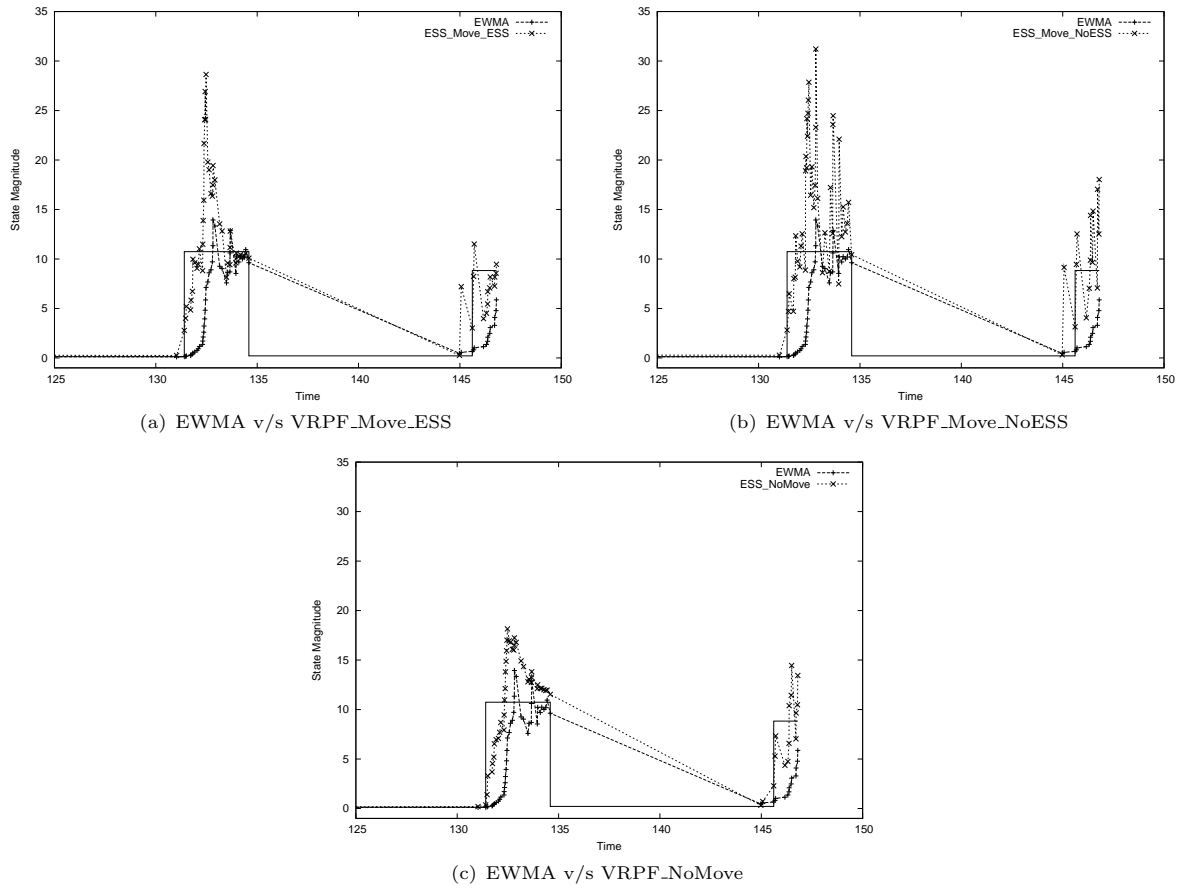 EWMA
ESS_Move_ESS
35
30
25
20
15
10
5
0
State Magnitude
125 130 135 140 145 150
Time
(a) EWMA v/s VRPF_Move_ESS
EWMA
ESS_Move_NoESS
35
30
25
20
15
10
5
0
State Magnitude
125 130 135 140 145 150
Time
(b) EWMA v/s VRPF_Move_NoESS
EWMA
ESS_NoMove
35
30
25
20
15
10
5
0
State Magnitude
125 130 135 140 145 150
Time
(c) EWMA v/s VRPF_NoMove